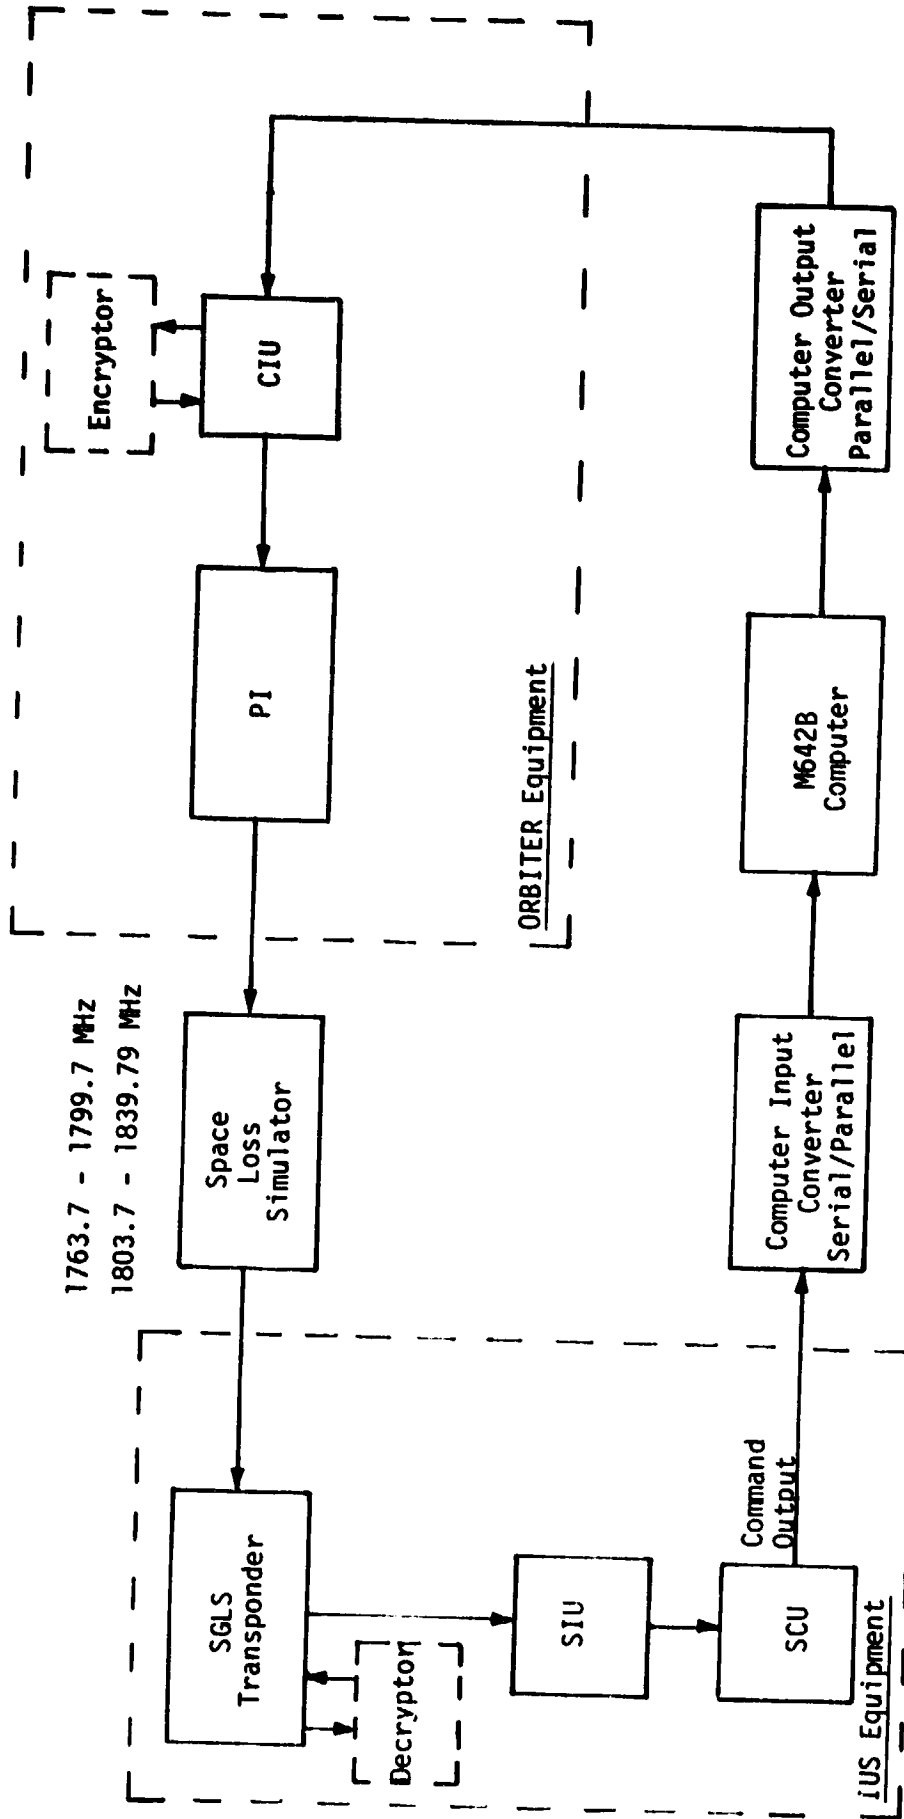 1763.7 - 1799.7 MHz
1803.7 - 1839.79 MHz
SGLS
Transponder
Decryptor
SIU
SCU
Command
Output
IUS Equipment
Space
Loss
Simulator
PI
CIU
Encryptor
ORBITER Equipment
Computer Input
Converter
Serial/Parallel
M642B
Computer
Computer Output
Converter
Parallel/Serial